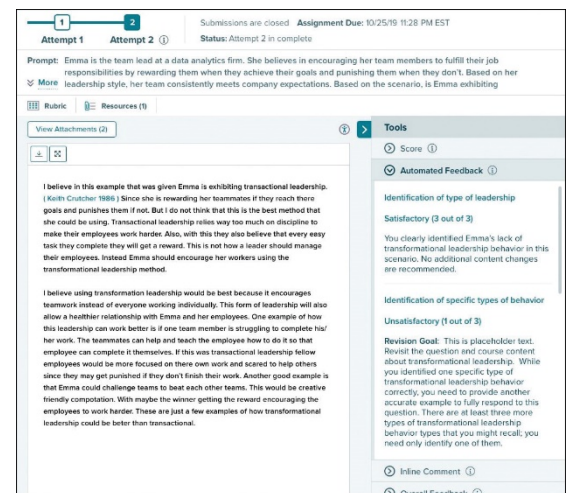 1
2
Attempt 1
Attempt 2
Submissions are closed Assignment Due: 10/25/19 11:28 PM EST
Status: Attempt 2 in complete
Prompt: Emma is the team lead at a data analytics firm. She believes in encouraging her team members to fulfill their job
responsibilities by rewarding them when they achieve their goals and punishing them when they don't. Based on her
More leadership style, her team consistently meets company expectations. Based on the scenario, is Emma exhibiting
Rubric
Resources (1)
View Attachments (2)
I believe in this example that was given Emma is exhibiting transactional leadership.
( Keith Crutcher 1986 ) Since she is rewarding her teammates if they reach there
goals and punishes them if not. But I do not think that this is the best method that
she could be using. Transactional leadership relies way too much on discipline to
make their employees work harder. Also, with this they also believe that every easy
task they complete they will get a reward. This is not how a leader should manage
their employees. Instead Emma should encourage her workers using the
transformational leadership method.
I believe using transformation leadership would be best because it encourages
teamwork instead of everyone working individually. This form of leadership will also
allow a healthier relationship with Emma and her employees. One example of how
this leadership can work better is if one team member is struggling to complete his/
her work. The teammates can help and teach the employee how to do it so that
employee can complete it themselves. If this was transactional leadership fellow
employees would be more focused on there own work and scared to help others
since they may get punished if they don't finish their work. Another good example is
that Emma could challenge teams to beat each other teams. This would be creative
friendly compotation. With maybe the winner getting the reward encouraging the
employees to work harder. These are just a few examples of how transformational
leadership could be beter than transactional.
Tools
Score
Automated Feedback
Identification of type of leadership
Satisfactory (3 out of 3)
You clearly identified Emma's lack of
transformational leadership behavior in this
scenario. No additional content changes
are recommended.
Identification of specific types of behavior
Unsatisfactory (1 out of 3)
Revision Goal: This is placeholder text.
Revisit the question and course content
about transformational leadership. While
you identified one specific type of
transformational leadership behavior
correctly, you need to provide another
accurate example to fully respond to this
question. There are at least three more
types of transformational leadership
behavior types that you might recall; you
need only identify one of them.
Inline Comment
Overall Feedback